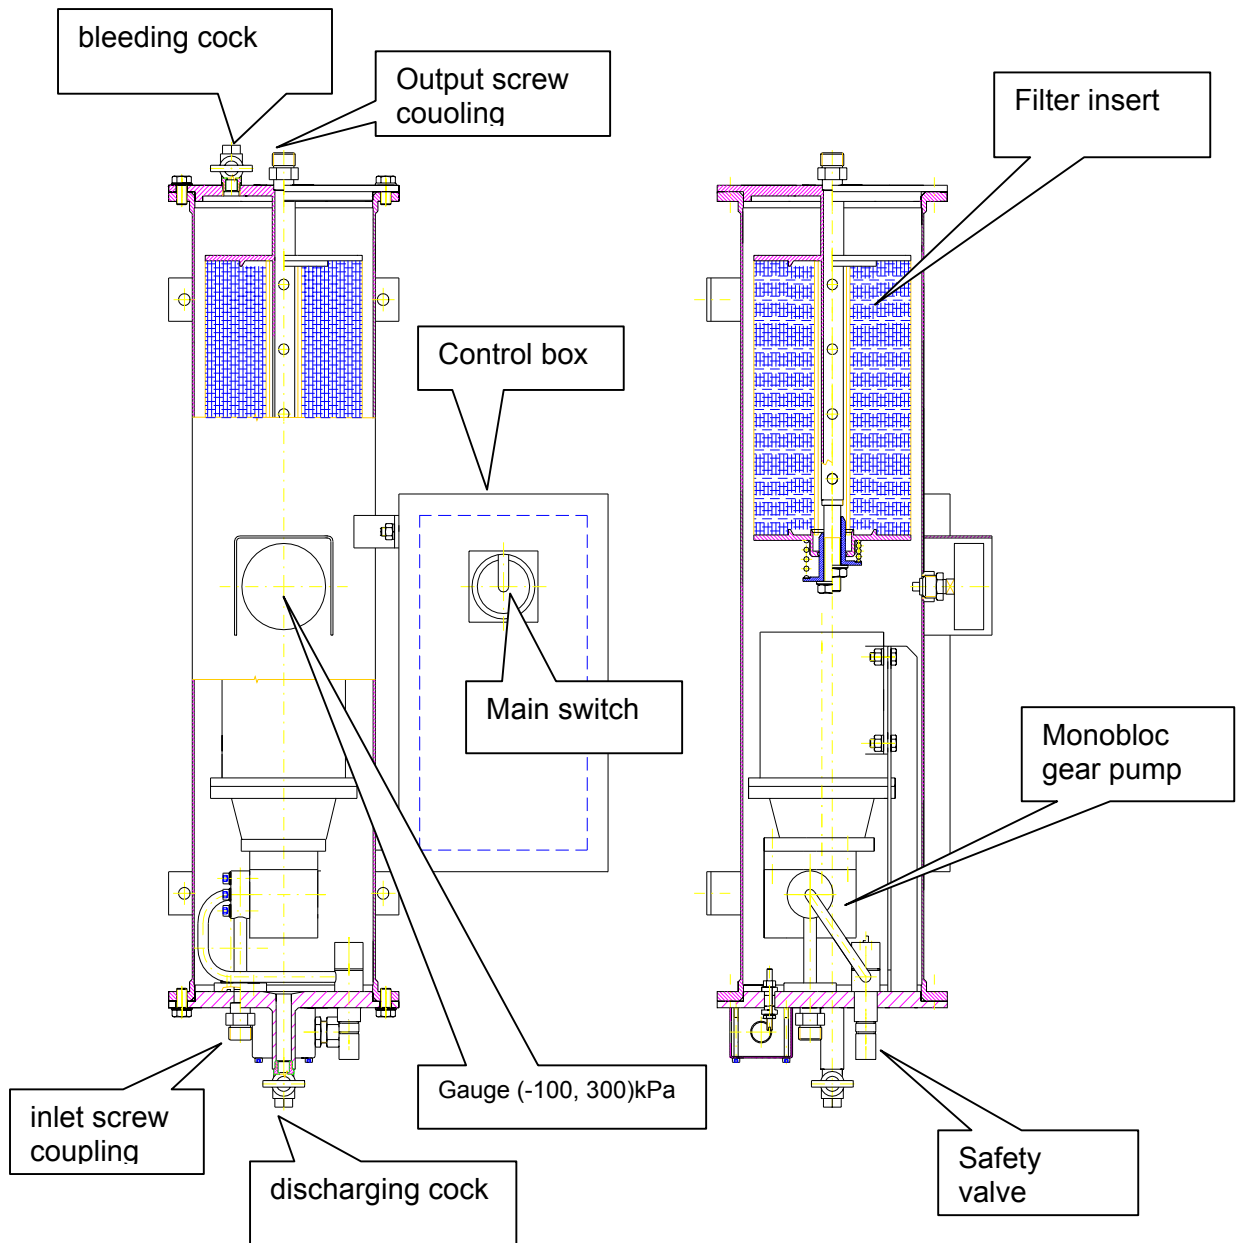 bleeding cock
Output screw
couoling
Filter insert
Control box
Main switch
Monobloc
gear pump
Gauge (-100, 300)kPa
inlet screw
coupling
discharging cock
Safety
valve